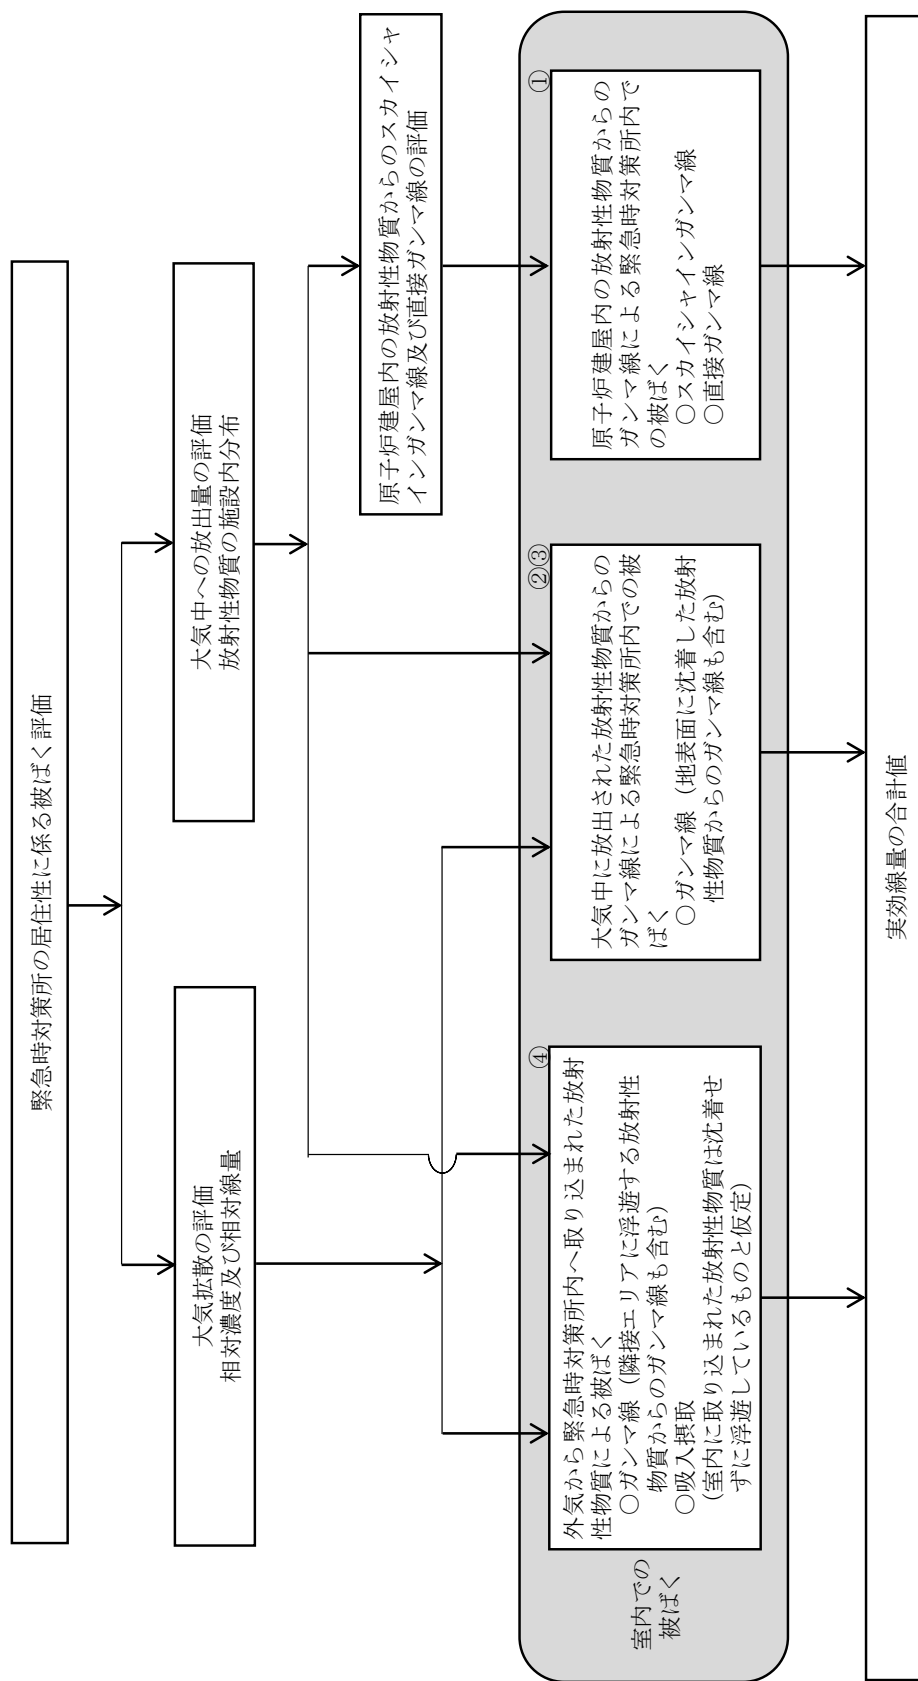 緊急時対策所の居住性に係る被ばく評価
大気拡散の評価
相対濃度及び相対線量
大気中への放出量の評価
放射性物質の施設内分布
原子炉建屋内の放射性物質からのスカイシャ
インガンマ線及び直接ガンマ線の評価
室内での
被ばく
④
外気から緊急時対策所内へ取り込まれた放射
性物質による被ばく
○ガンマ線（隣接エリアに浮遊する放射性
物質からのガンマ線も含む）
○吸入摂取
（室内に取り込まれた放射性物質は沈着せ
ずに浮遊しているものと仮定）
②③
大気中に放出された放射性物質からの
ガンマ線による緊急時対策所内での被
ばく
○ガンマ線（地表面に沈着した放射
性物質からのガンマ線も含む）
①
原子炉建屋内の放射性物質からの
ガンマ線による緊急時対策所内で
の被ばく
○スカイシャインガンマ線
○直接ガンマ線
実効線量の合計値